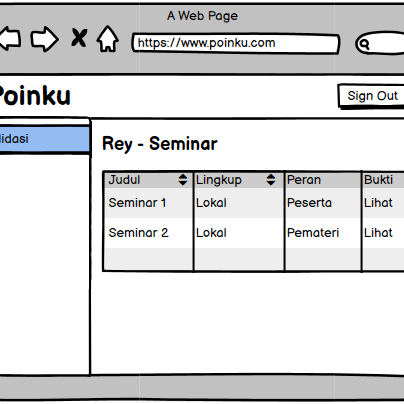 A Web Page
https://www.poinku.com
Poinku
Sign Out
Rey - Seminar
Judul Lingkup Peran Bukti
Seminar 1 Lokal Peserta Lihat
Seminar 2 Lokal Pemateri Lihat